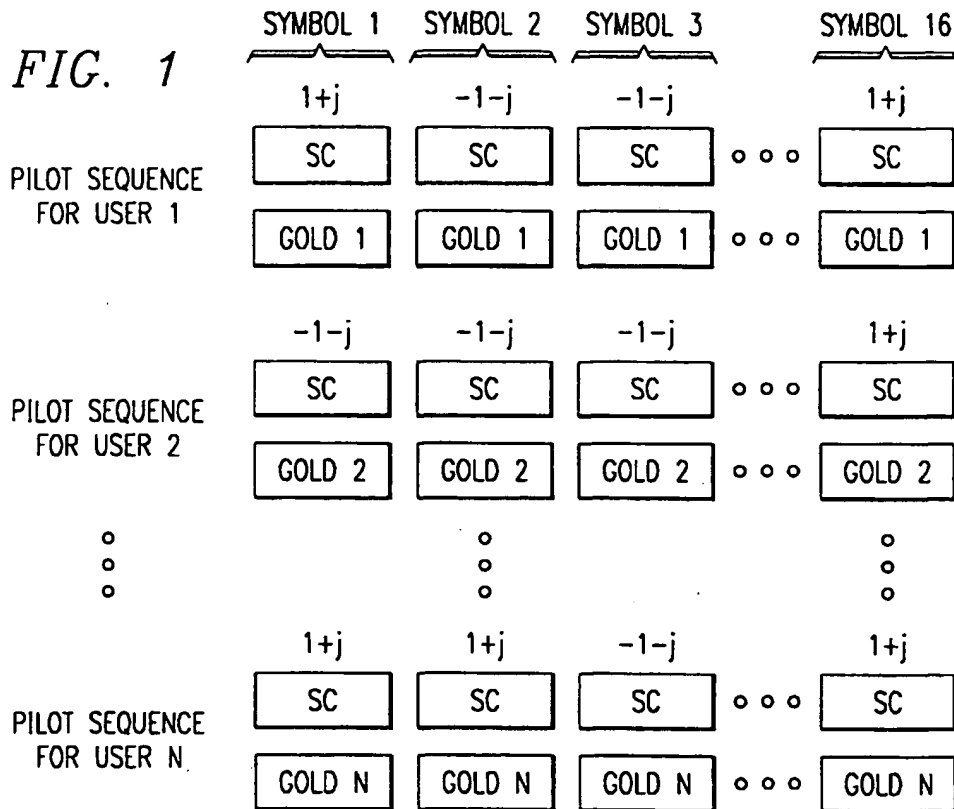 FIG. 1
SYMBOL 1 SYMBOL 2 SYMBOL 3 SYMBOL 16
1+j -1-j -1-j 1+j
PILOT SEQUENCE
FOR USER 1
SC SC SC SC
GOLD 1 GOLD 1 GOLD 1 GOLD 1
-1-j -1-j -1-j 1+j
PILOT SEQUENCE
FOR USER 2
SC SC SC SC
GOLD 2 GOLD 2 GOLD 2 GOLD 2
1+j 1+j -1-j 1+j
PILOT SEQUENCE
FOR USER N
SC SC SC SC
GOLD N GOLD N GOLD N GOLD N